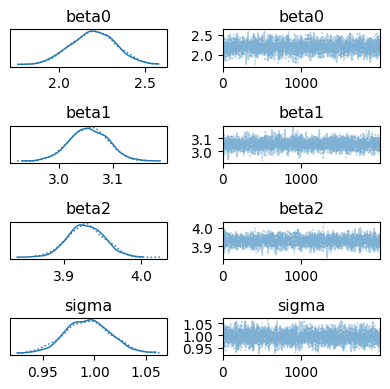 beta0 beta0
2.5
2.0
2.0 2.5 0 1000
beta1 beta1
3.1
3.0
3.0 3.1 0 1000
beta2 beta2
4.0
3.9
3.9 4.0 0 1000
sigma sigma
1.05
1.00
0.95
0.95 1.00 1.05 0 1000